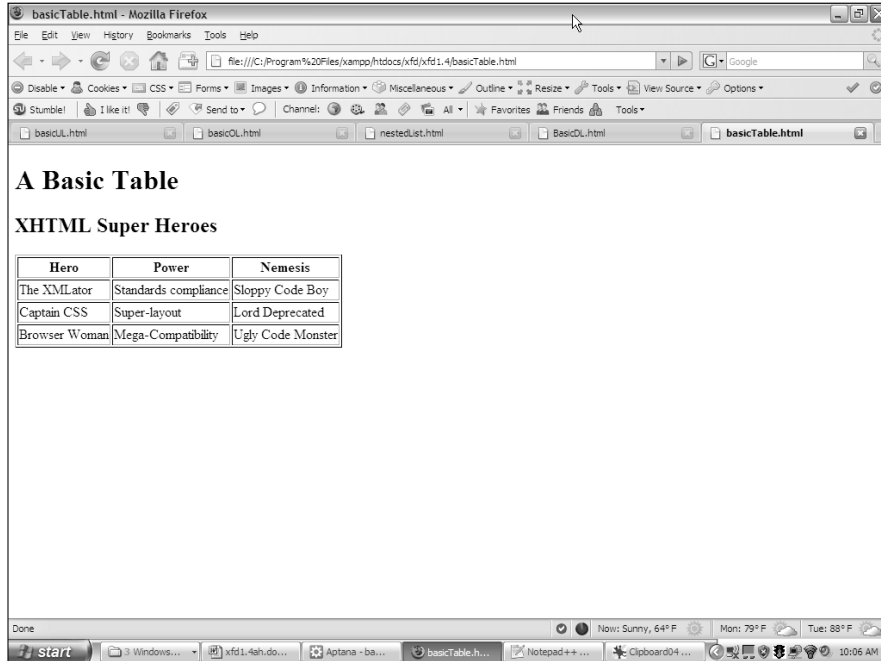 basicTable.html - Mozilla Firefox
File Edit View History Bookmarks Tools Help
file:///C:/Program%20Files/xampp/htdocs/xfd/xfd1.4/basicTable.html G Google
Disable Cookies CSS Forms Images Information Miscellaneous Outline Resize Tools View Source Options
Stumble! I like it! Send to Channel: All Favorites Friends Tools
basicUL.html basicOL.html nestedList.html BasicDL.html basicTable.html
A Basic Table
XHTML Super Heroes
Hero Power Nemesis
The XMLator Standards compliance Sloppy Code Boy
Captain CSS Super-layout Lord Deprecated
Browser Woman Mega-Compatibility Ugly Code Monster
Done Now: Sunny, 64° F Mon: 79° F Tue: 88° F
start 3 Windows... xfd1.4ah.do... Aptana - ba... basicTable.h... Notepad++ ... Clipboard04 ... 10:06 AM